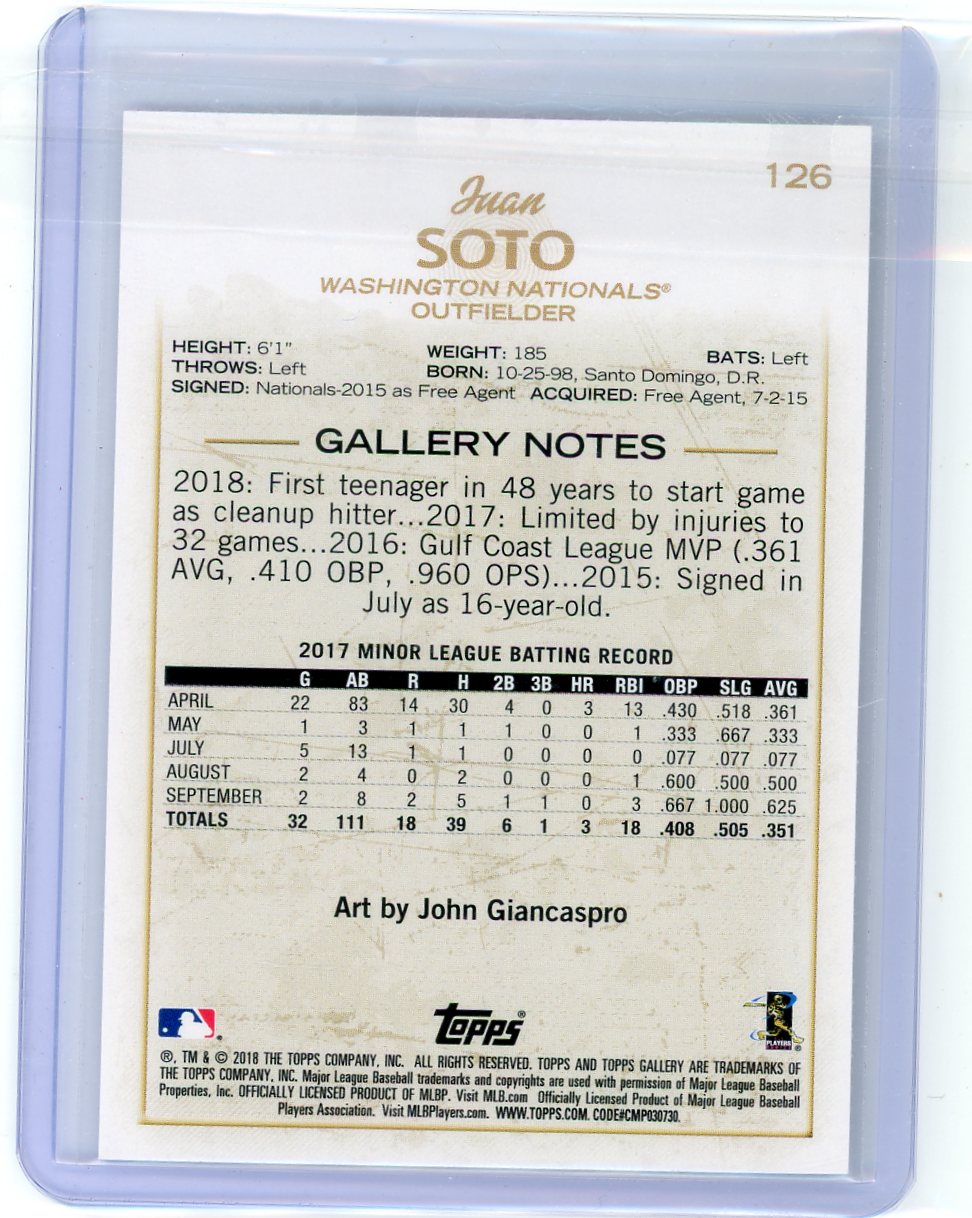 126
Juan
SOTO
WASHINGTON NATIONALS®
OUTFIELDER
HEIGHT: 6'1" WEIGHT: 185 BATS: Left
THROWS: Left BORN: 10-25-98, Santo Domingo, D.R.
SIGNED: Nationals-2015 as Free Agent ACQUIRED: Free Agent, 7-2-15
GALLERY NOTES
2018: First teenager in 48 years to start game
as cleanup hitter...2017: Limited by injuries to
32 games...2016: Gulf Coast League MVP (.361
AVG, .410 OBP, .960 OPS)...2015: Signed in
July as 16-year-old.
2017 MINOR LEAGUE BATTING RECORD
G AB R H 2B 3B HR RBI OBP SLG AVG
APRIL 22 83 14 30 4 0 3 13 .430 .518 .361
MAY 1 3 1 1 1 0 0 1 .333 .667 .333
JULY 5 13 1 1 0 0 0 0 .077 .077 .077
AUGUST 2 4 0 2 0 0 0 1 .600 .500 .500
SEPTEMBER 2 8 2 5 1 1 0 3 .667 1.000 .625
TOTALS 32 111 18 39 6 1 3 18 .408 .505 .351
Art by John Giancaspro
topps®
PLAYERS
®, TM & © 2018 THE TOPPS COMPANY, INC. ALL RIGHTS RESERVED. TOPPS AND TOPPS GALLERY ARE TRADEMARKS OF
THE TOPPS COMPANY, INC. Major League Baseball trademarks and copyrights are used with permission of Major League Baseball
Properties, Inc. OFFICIALLY LICENSED PRODUCT OF MLBP. Visit MLB.com Officially Licensed Product of Major League Baseball
Players Association. Visit MLBPlayers.com. WWW.TOPPS.COM. CODE#CMP030730.